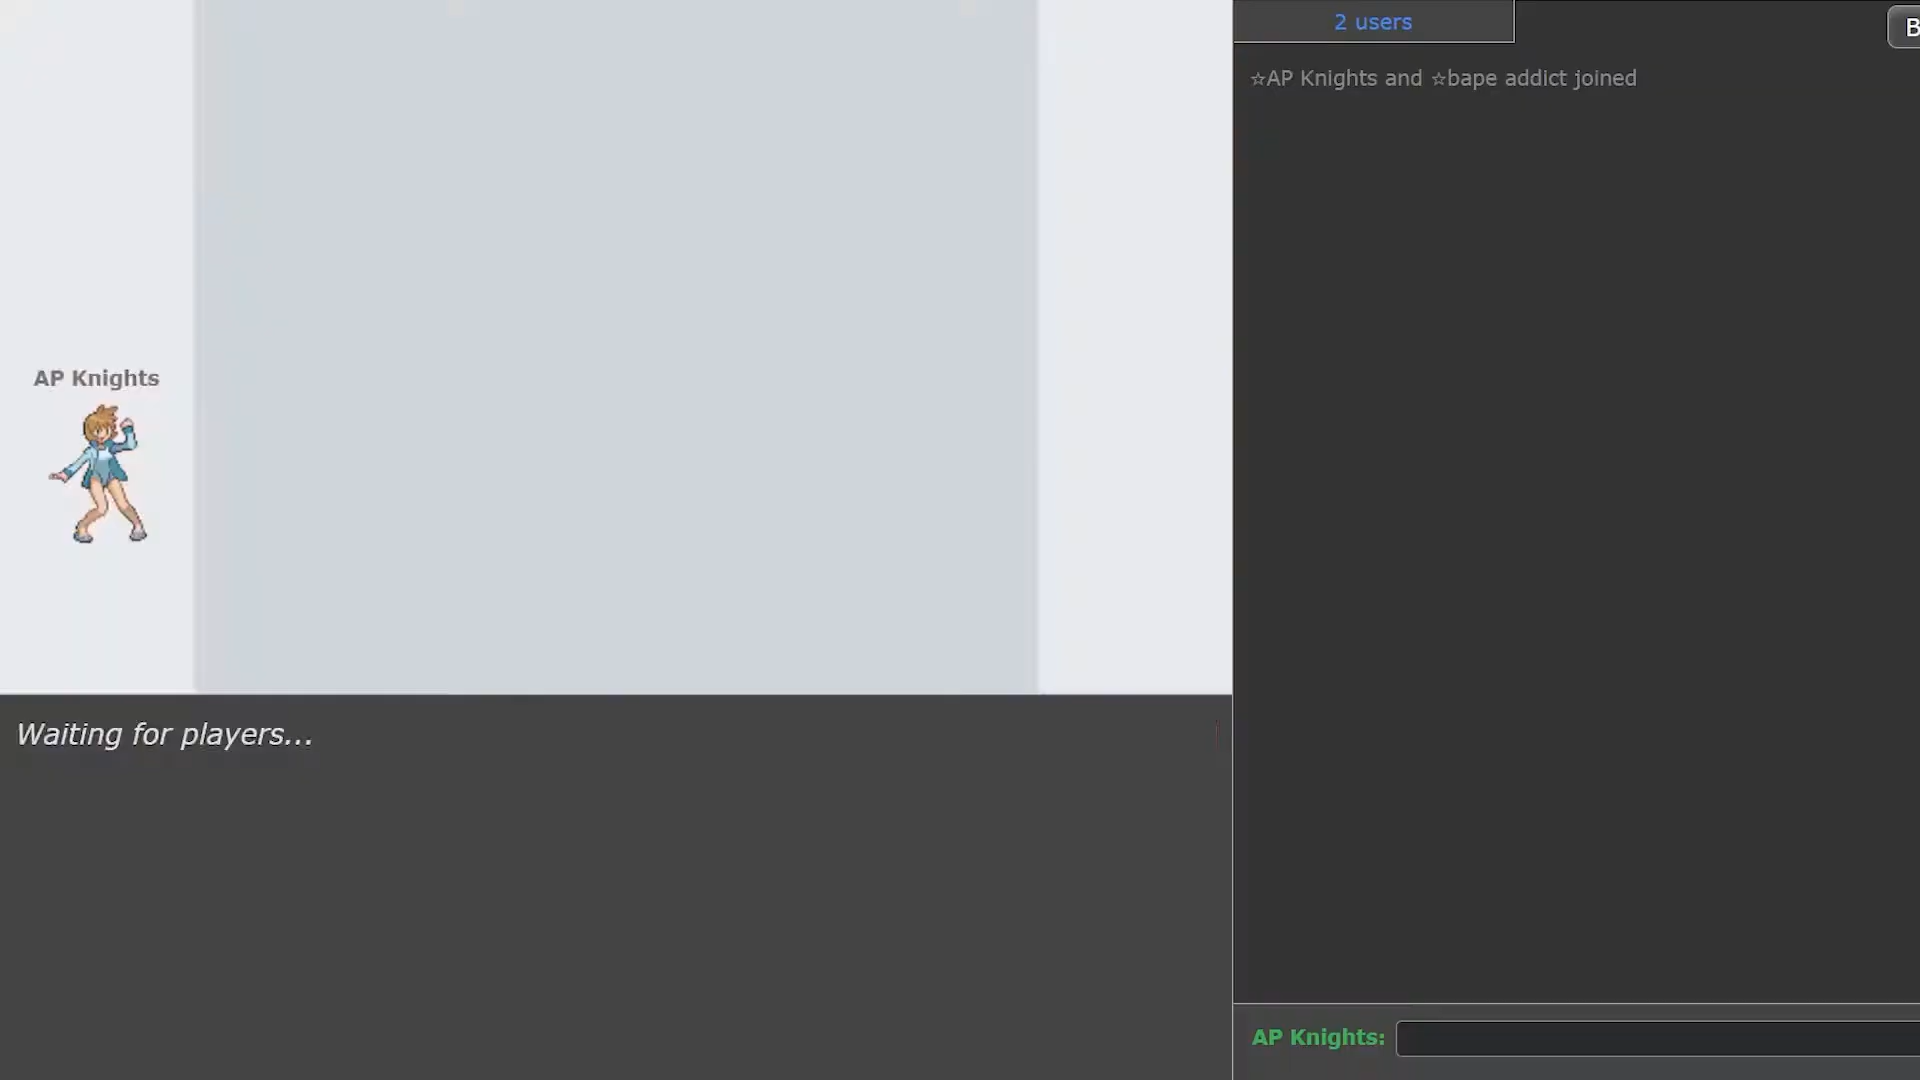 2 users
B
☆AP Knights and ☆bape addict joined
AP Knights
Waiting for players...
AP Knights: